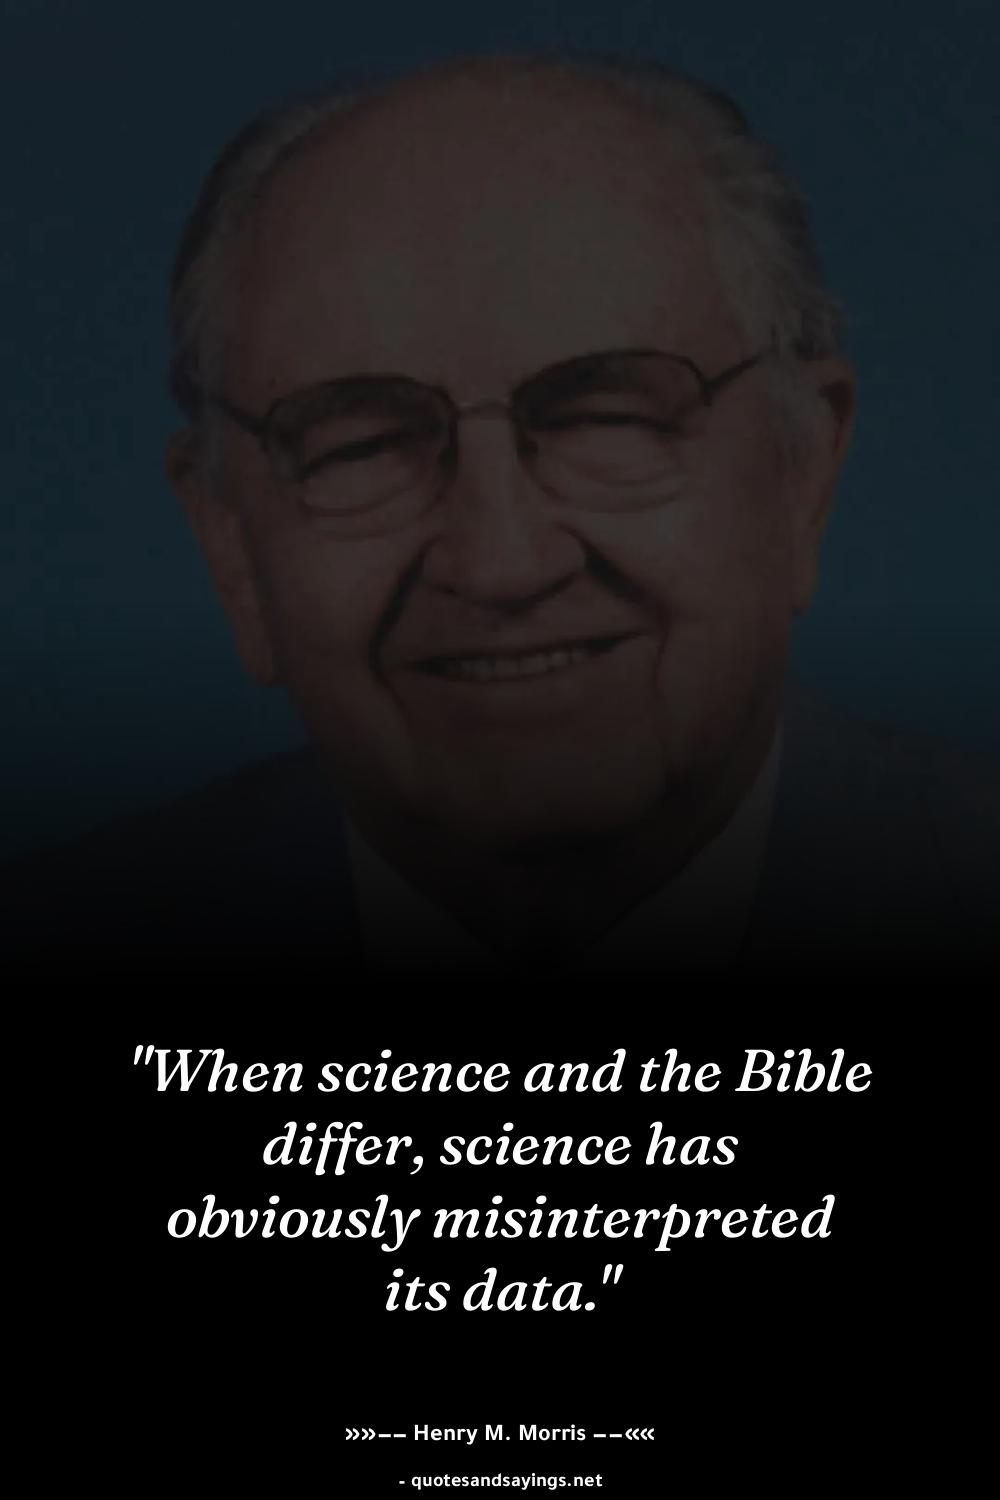 "When science and the Bible
differ, science has
obviously misinterpreted
its data."
»»–– Henry M. Morris ––««
- quotesandsayings.net